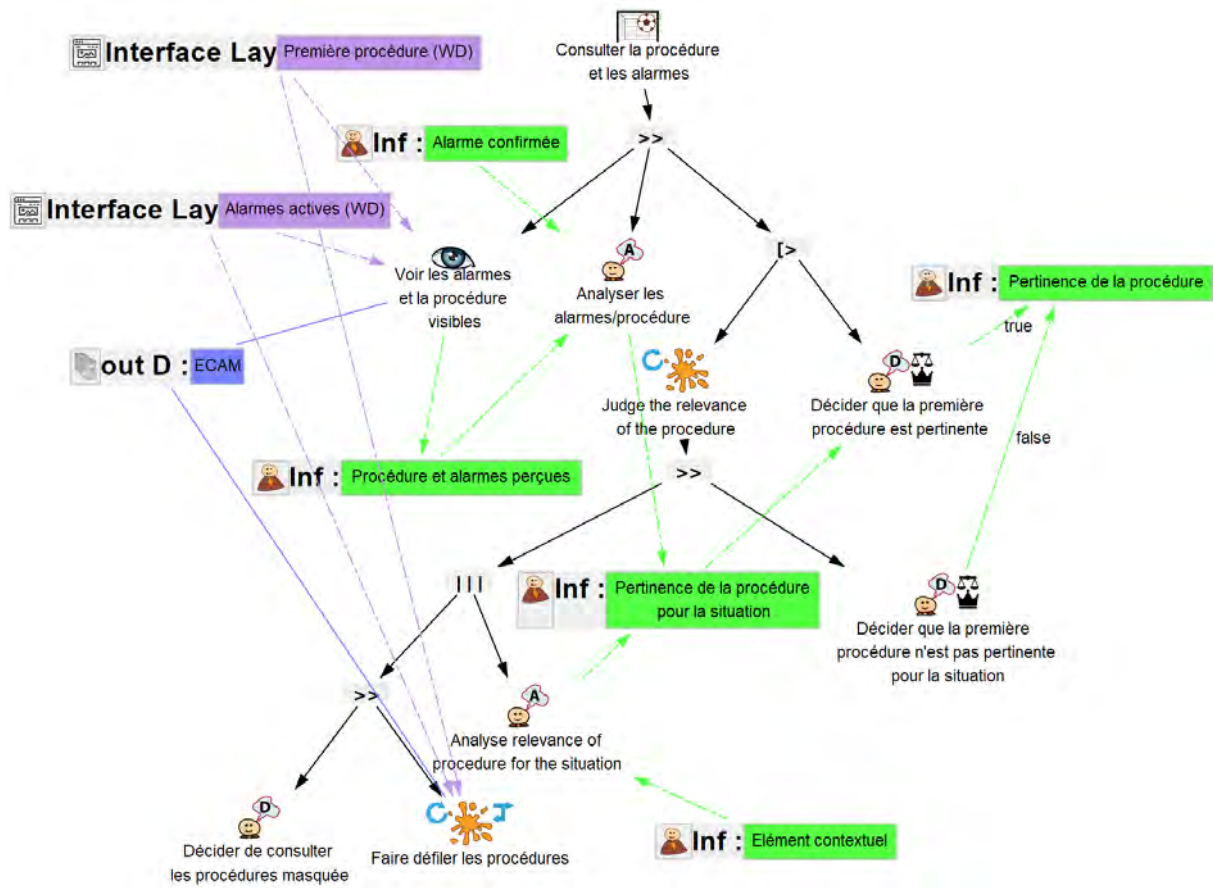 Consulter la procédure
et les alarmes
Interface Lay Première procédure (WD)
>>
Inf : Alarme confirmée
Interface Lay Alarmes actives (WD)
[>
A
Voir les alarmes
et la procédure
visibles
Analyser les
alarmes/procédure
Inf : Pertinence de la procédure
true
out D : ECAM
D
Judge the relevance
of the procedure
Décider que la première
procédure est pertinente
false
Inf : Procédure et alarmes perçues
>>
|||
Inf : Pertinence de la procédure
pour la situation
D
Décider que la première
procédure n'est pas pertinente
pour la situation
>>
A
Analyse relevance of
procedure for the situation
D
Décider de consulter
les procédures masquée
Faire défiler les procédures
Inf : Elément contextuel